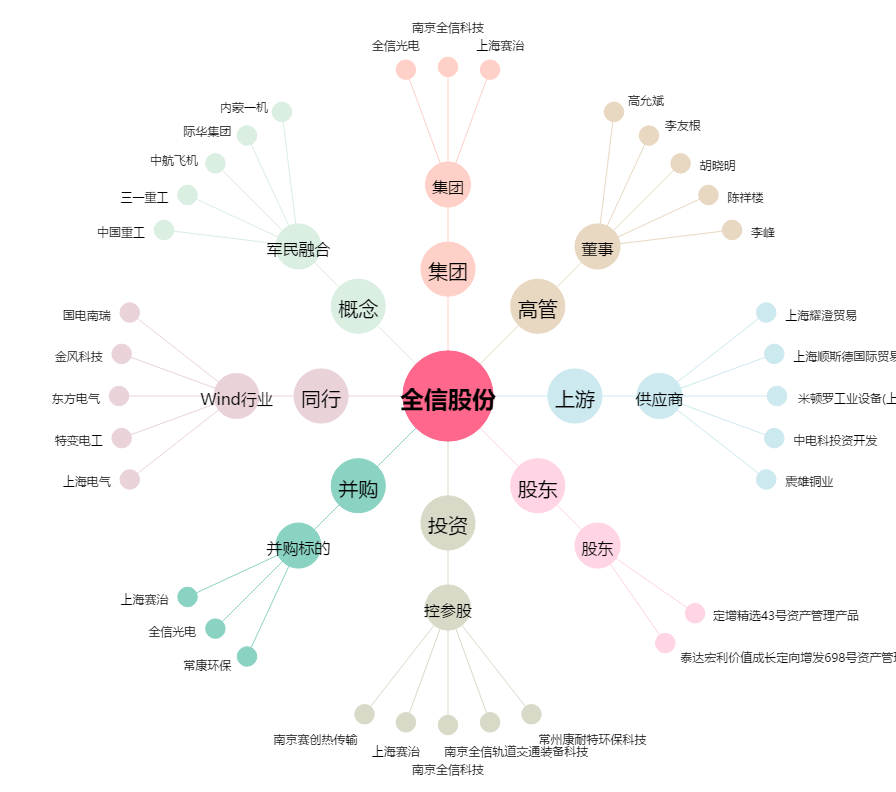 南京全信科技
全信光电
上海赛治
集团
集团
内蒙一机
际华集团
中航飞机
三一重工
中国重工
军民融合
概念
高允斌
李友根
胡晓明
陈祥楼
李峰
董事
高管
国电南瑞
金风科技
东方电气
特变电工
上海电气
Wind行业
同行
全信股份
上游
供应商
上海耀澄贸易
上海顺斯德国际贸易
米顿罗工业设备(上
中电科投资开发
震雄铜业
并购
并购标的
上海赛治
全信光电
常康环保
投资
控参股
南京赛创热传输
上海赛治
南京全信科技
南京全信轨道交通装备科技
常州康耐特环保科技
股东
股东
定增精选43号资产管理产品
泰达宏利价值成长定向增发698号资产管理